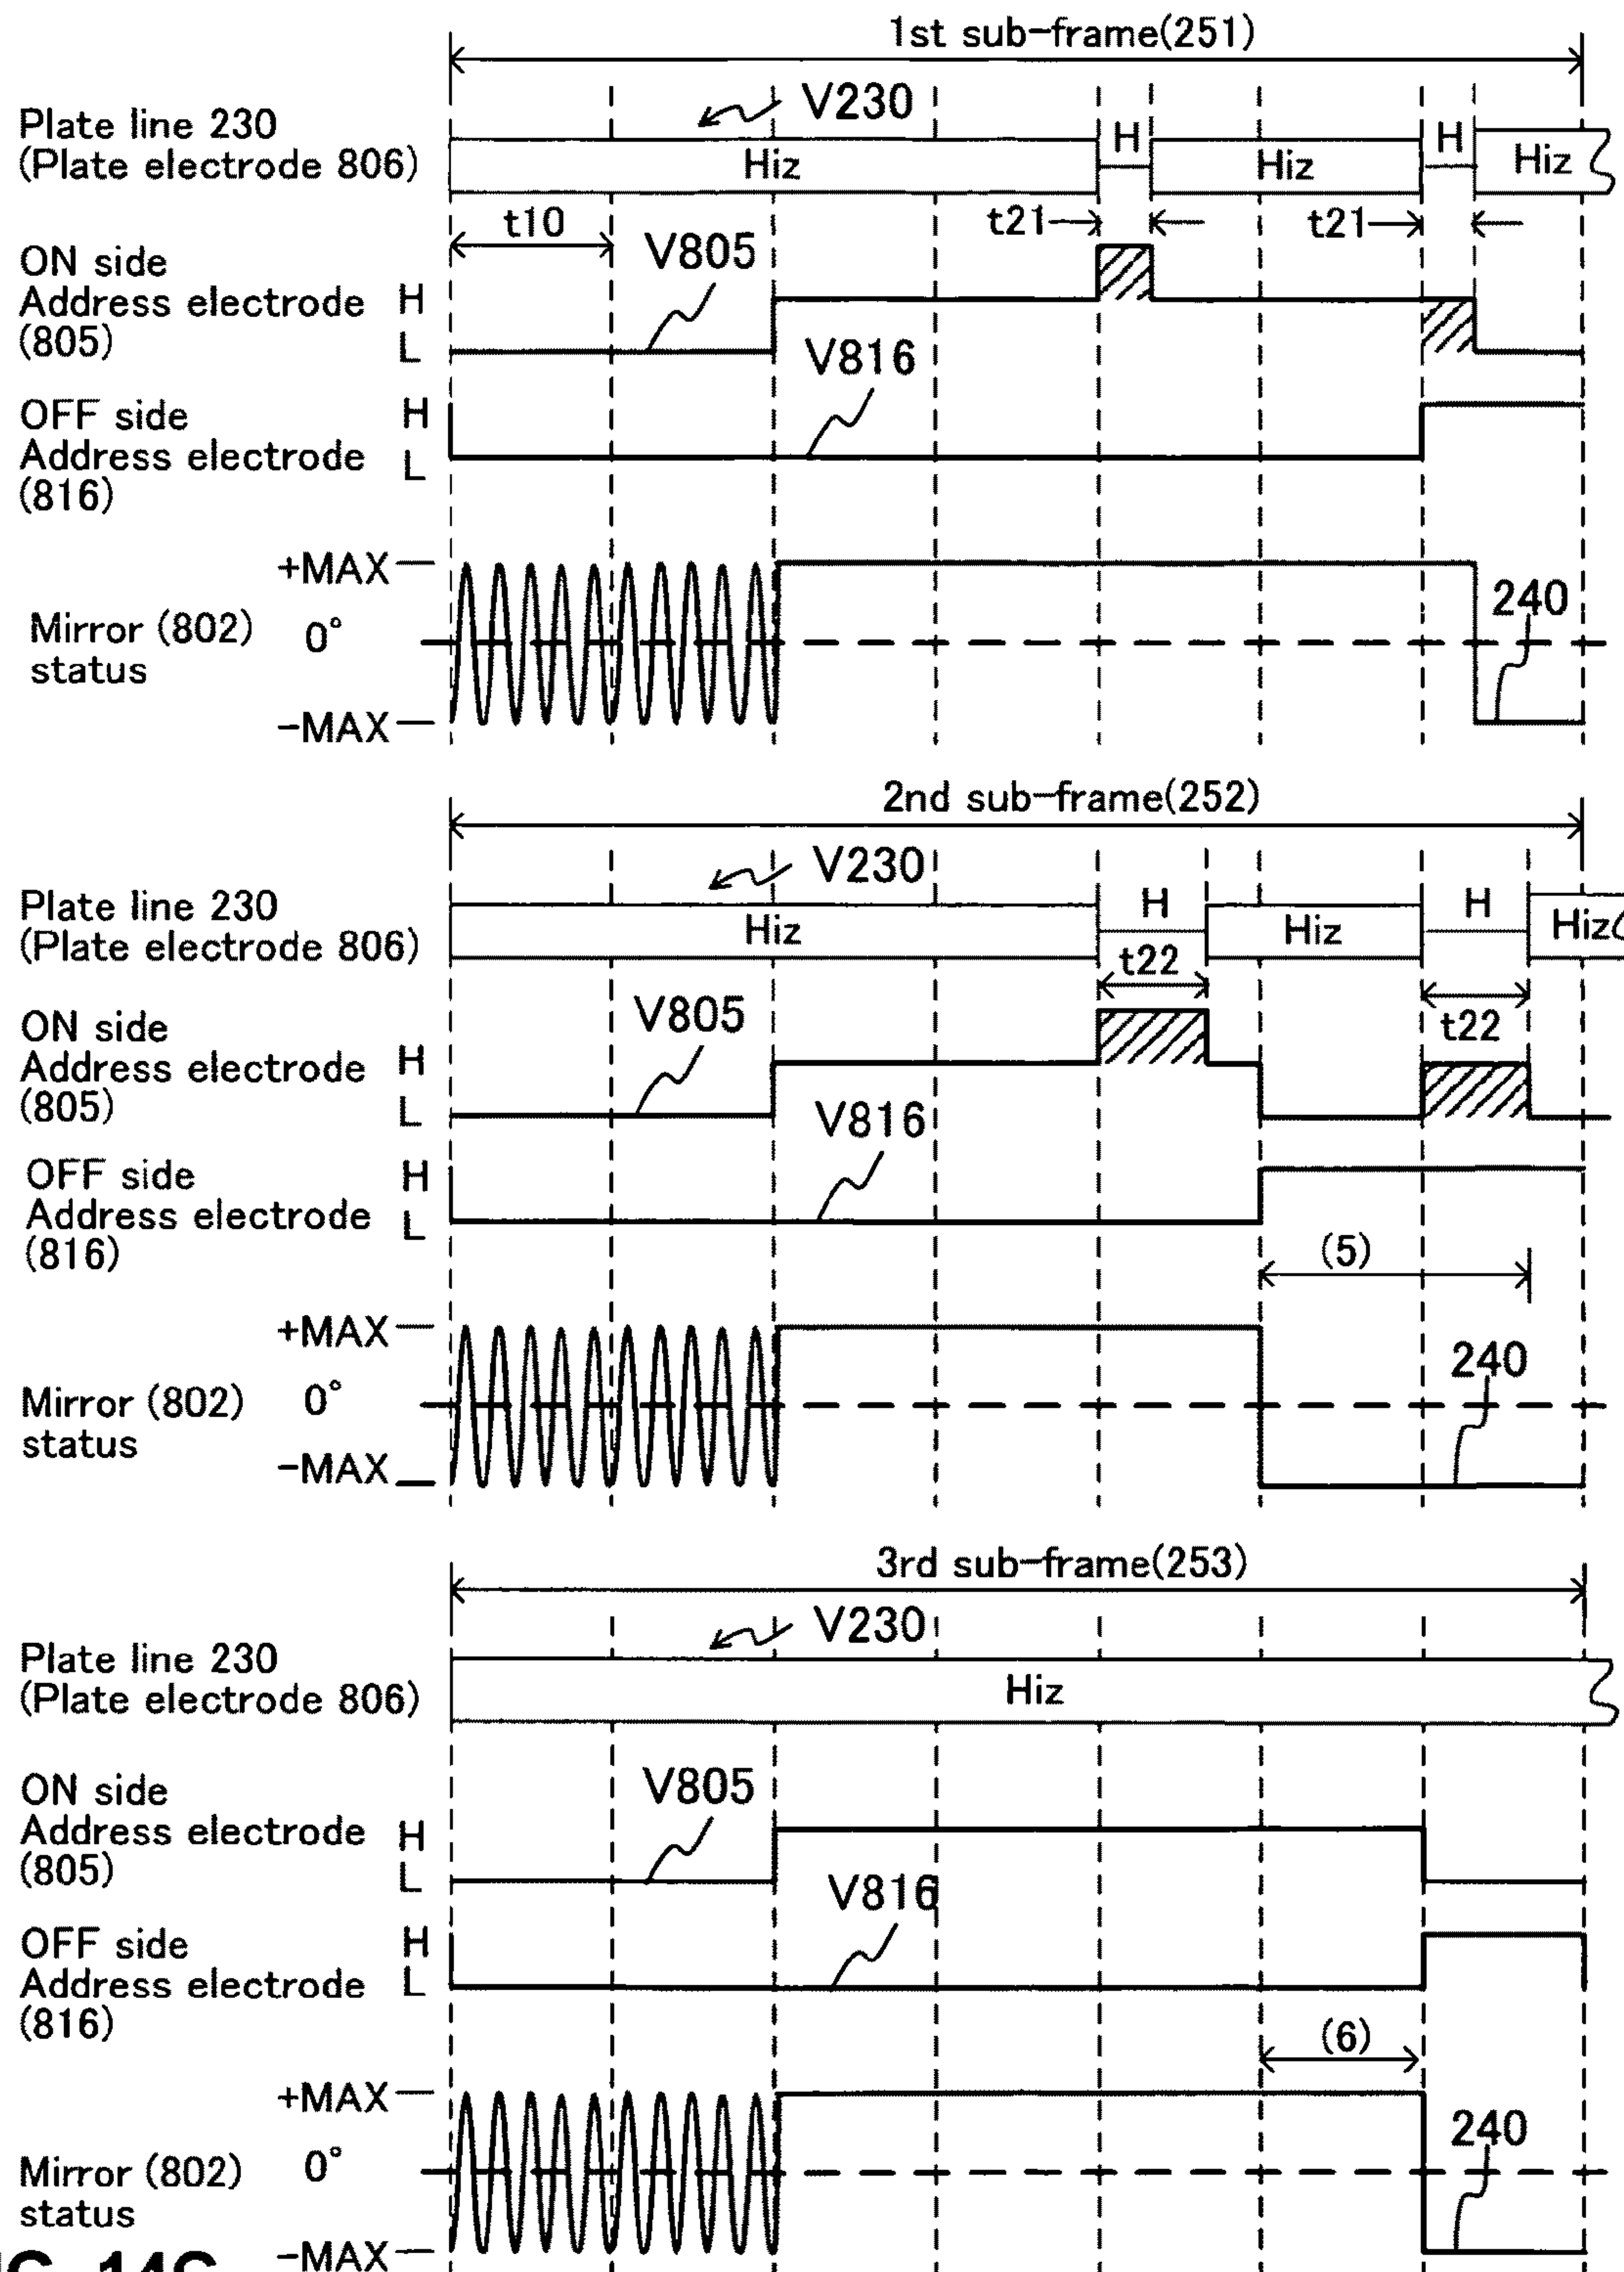 1st sub-frame(251)
V230
Plate line 230
(Plate electrode 806)
Hiz
H
Hiz
H
Hiz
t10
t21
t21
V805
ON side
Address electrode
(805)
H
L
V816
OFF side
Address electrode
(816)
H
L
+MAX
Mirror (802)
status
0°
240
-MAX
2nd sub-frame(252)
V230
Plate line 230
(Plate electrode 806)
Hiz
H
Hiz
H
Hiz
t22
t22
V805
ON side
Address electrode
(805)
H
L
V816
OFF side
Address electrode
(816)
H
L
(5)
+MAX
240
Mirror (802)
status
0°
-MAX
3rd sub-frame(253)
V230
Plate line 230
(Plate electrode 806)
Hiz
V805
ON side
Address electrode
(805)
H
L
V816
OFF side
Address electrode
(816)
H
L
(6)
+MAX
240
Mirror (802)
status
0°
-MAX